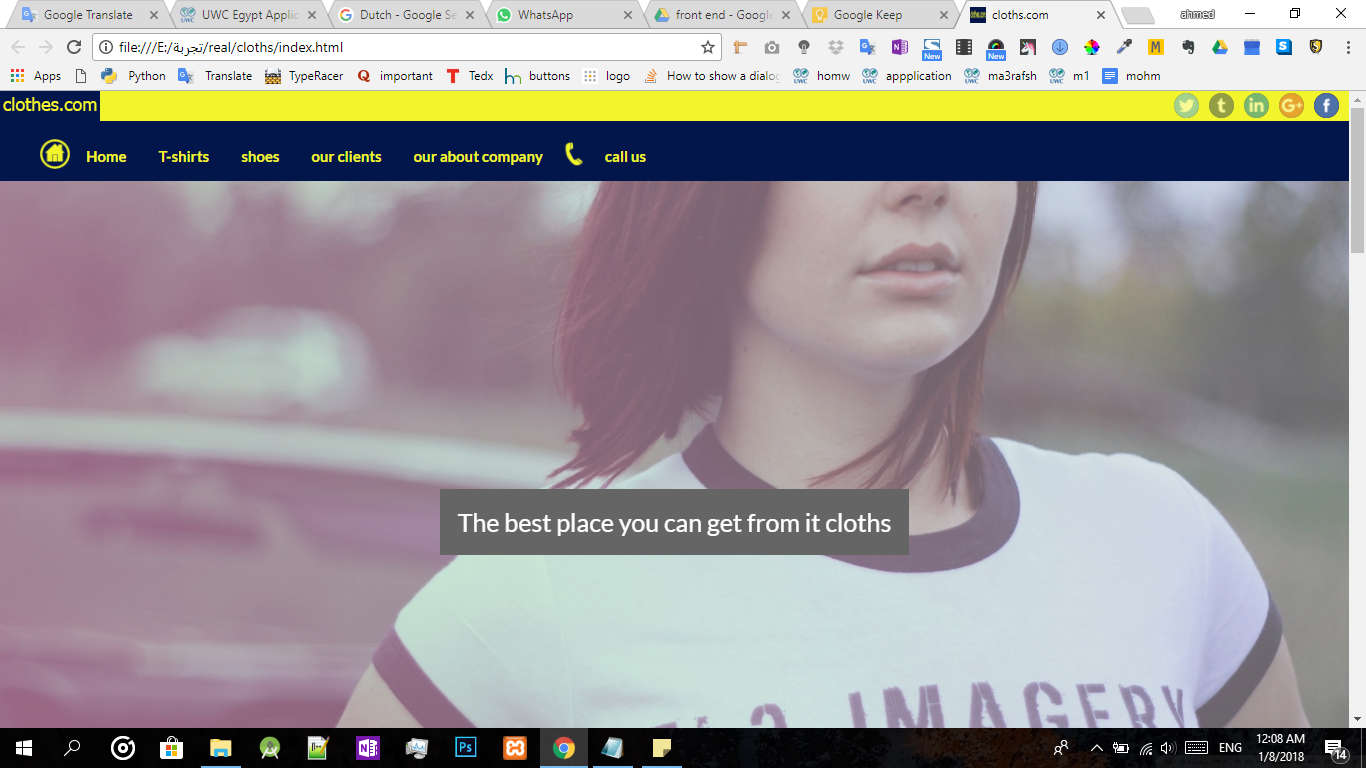 Google Translate
UWC Egypt Applic
Dutch - Google Se
WhatsApp
front end - Google
Google Keep
cloths.com
ahmed
file:///E:/تجربة/real/cloths/index.html
New
New
Apps
Python
Translate
TypeRacer
important
Tedx
buttons
logo
How to show a dialog
homw
appplication
ma3rafsh
m1
mohm
clothes.com
Home
T-shirts
shoes
our clients
our about company
call us
The best place you can get from it cloths
IMAGERY
ENG
12:08 AM
1/8/2018
14